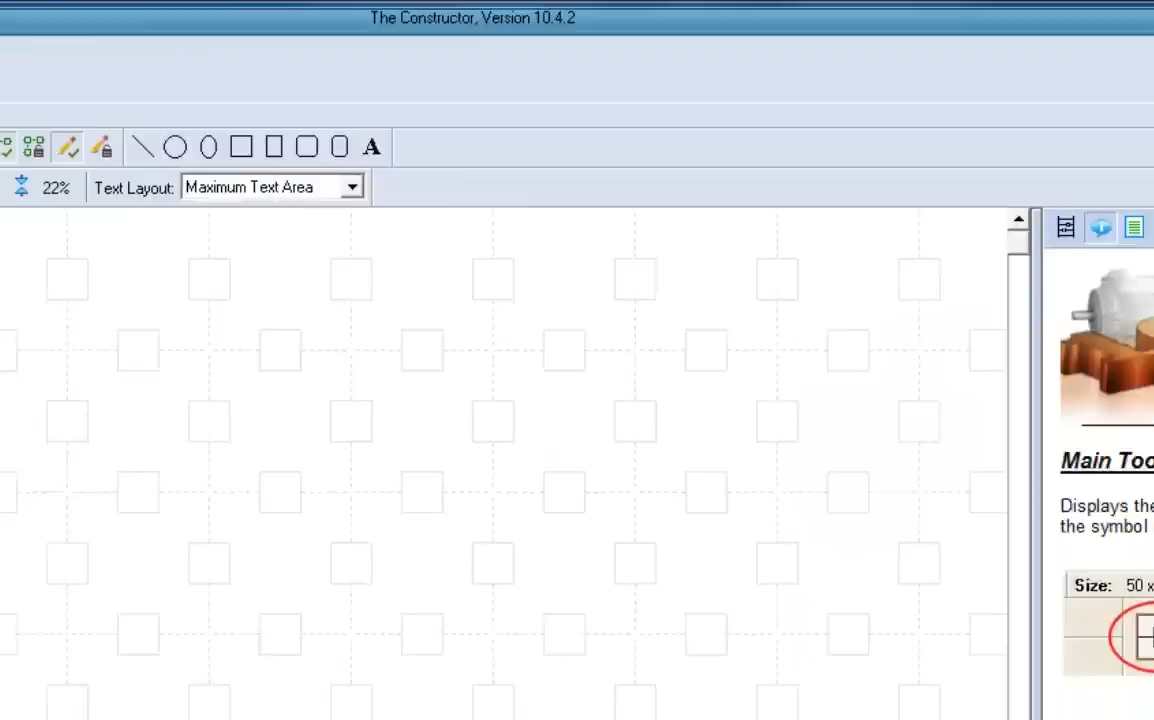 The Constructor, Version 10.4.2
A
22% Text Layout: Maximum Text Area
Main Too
Displays the
the symbol
Size: 50 x